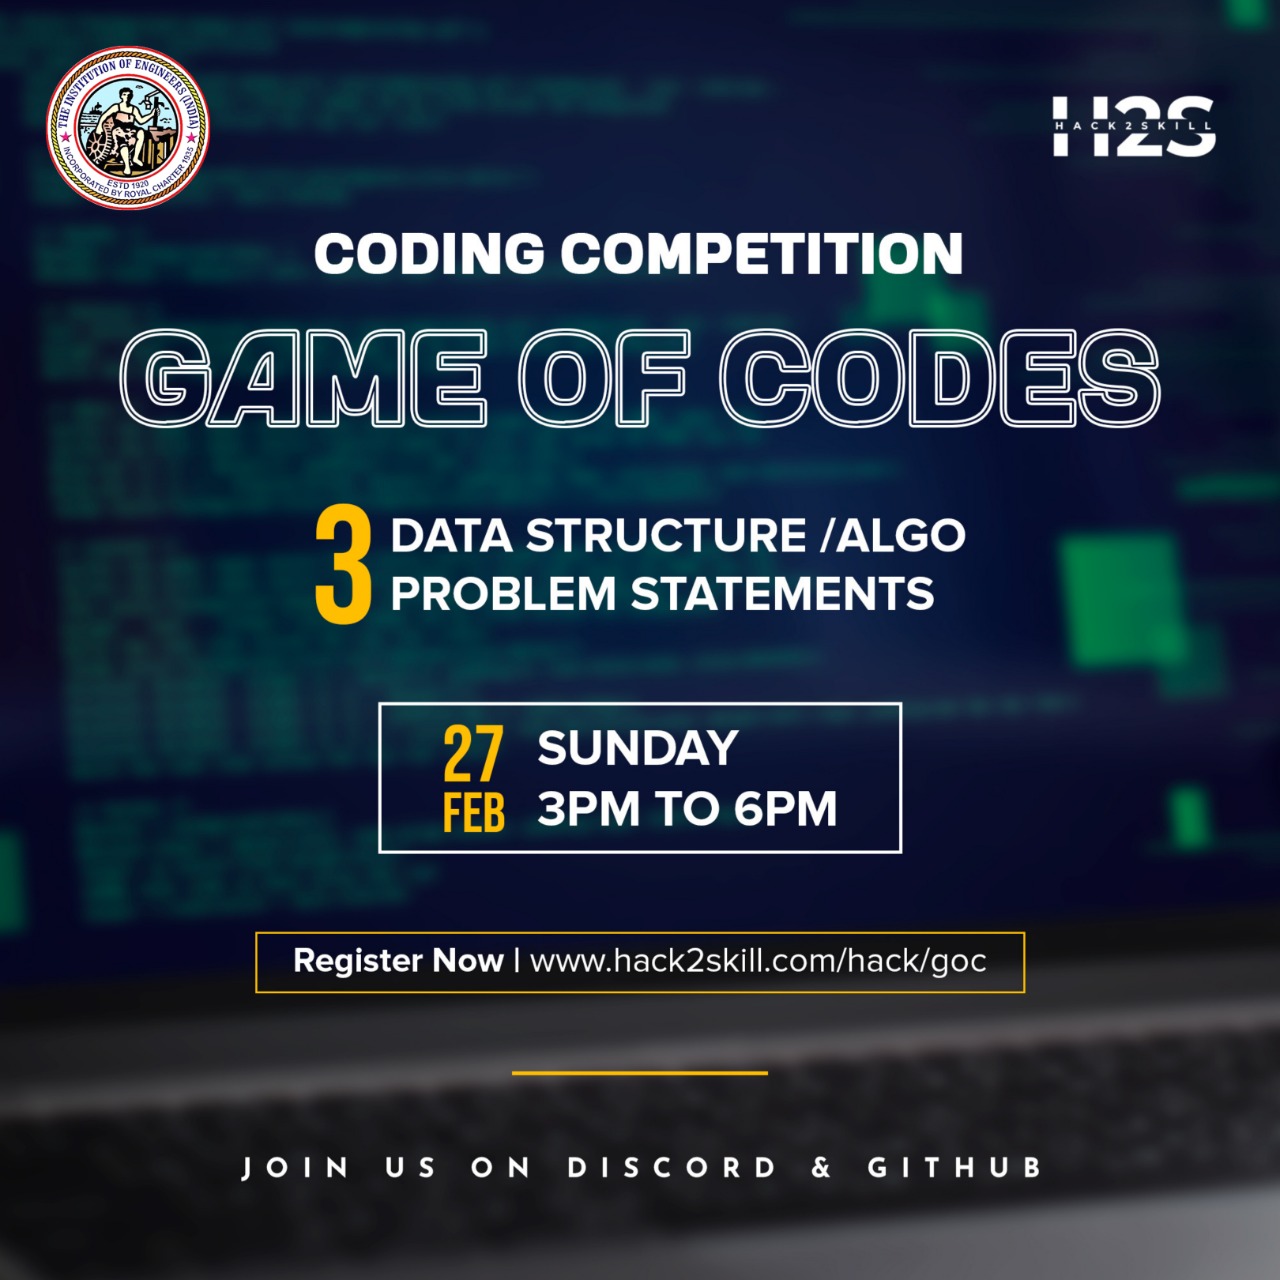 THE INSTITUTION OF ENGINEERS (INDIA)
ESTD 1920
INCORPORATED BY ROYAL CHARTER 1935
H2S
HACK2SKILL
CODING COMPETITION
GAME OF CODES
3 DATA STRUCTURE /ALGO
PROBLEM STATEMENTS
27 SUNDAY
FEB 3PM TO 6PM
Register Now | www.hack2skill.com/hack/goc
JOIN US ON DISCORD & GITHUB